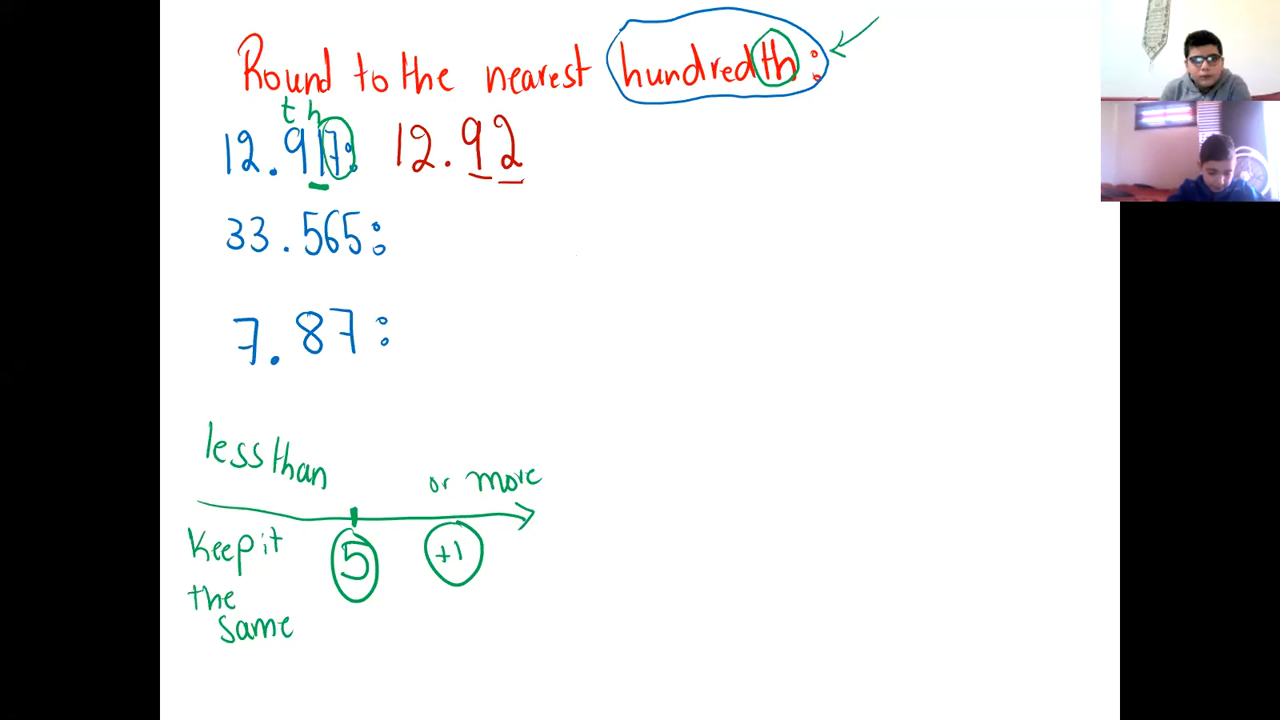 Round to the nearest hundredth:
t h
12.917: 12.92
33.565:
7.87:
less than
or more
Keep it 5 +1
the
same